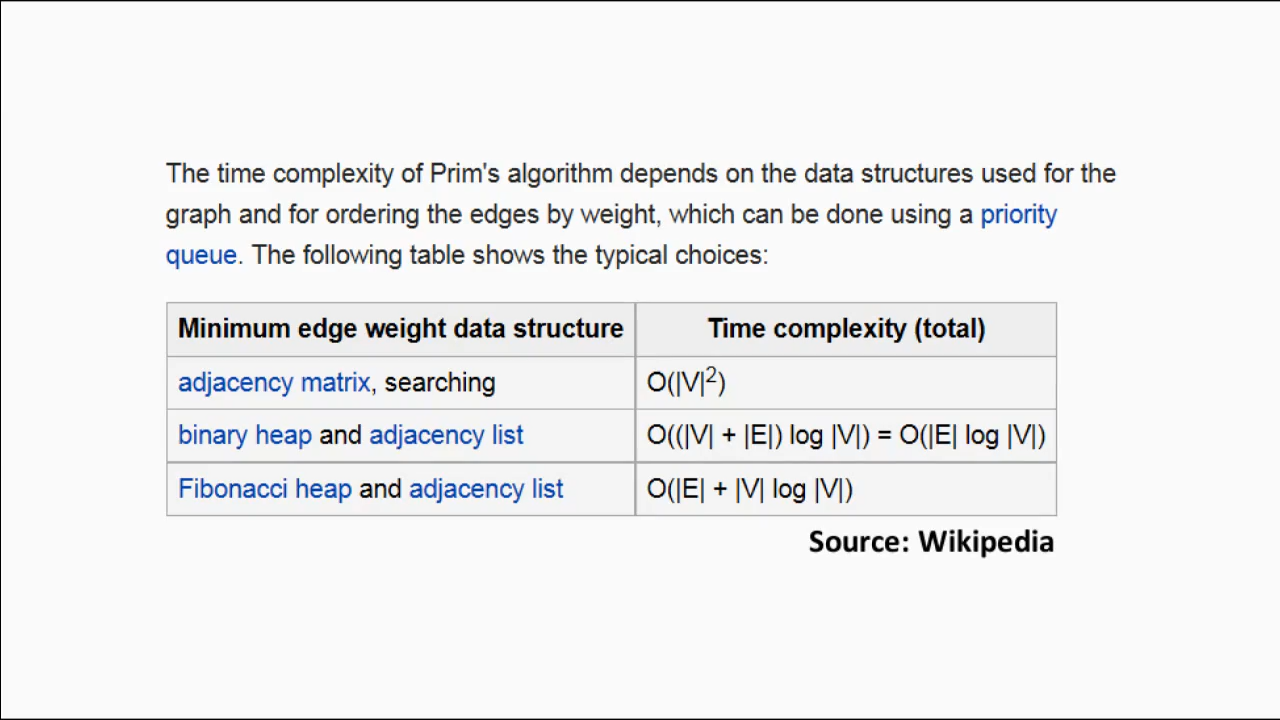 The time complexity of Prim's algorithm depends on the data structures used for the
graph and for ordering the edges by weight, which can be done using a priority
queue. The following table shows the typical choices:
Minimum edge weight data structure Time complexity (total)
adjacency matrix, searching O(|V|²)
binary heap and adjacency list O((|V| + |E|) log |V|) = O(|E| log |V|)
Fibonacci heap and adjacency list O(|E| + |V| log |V|)
Source: Wikipedia